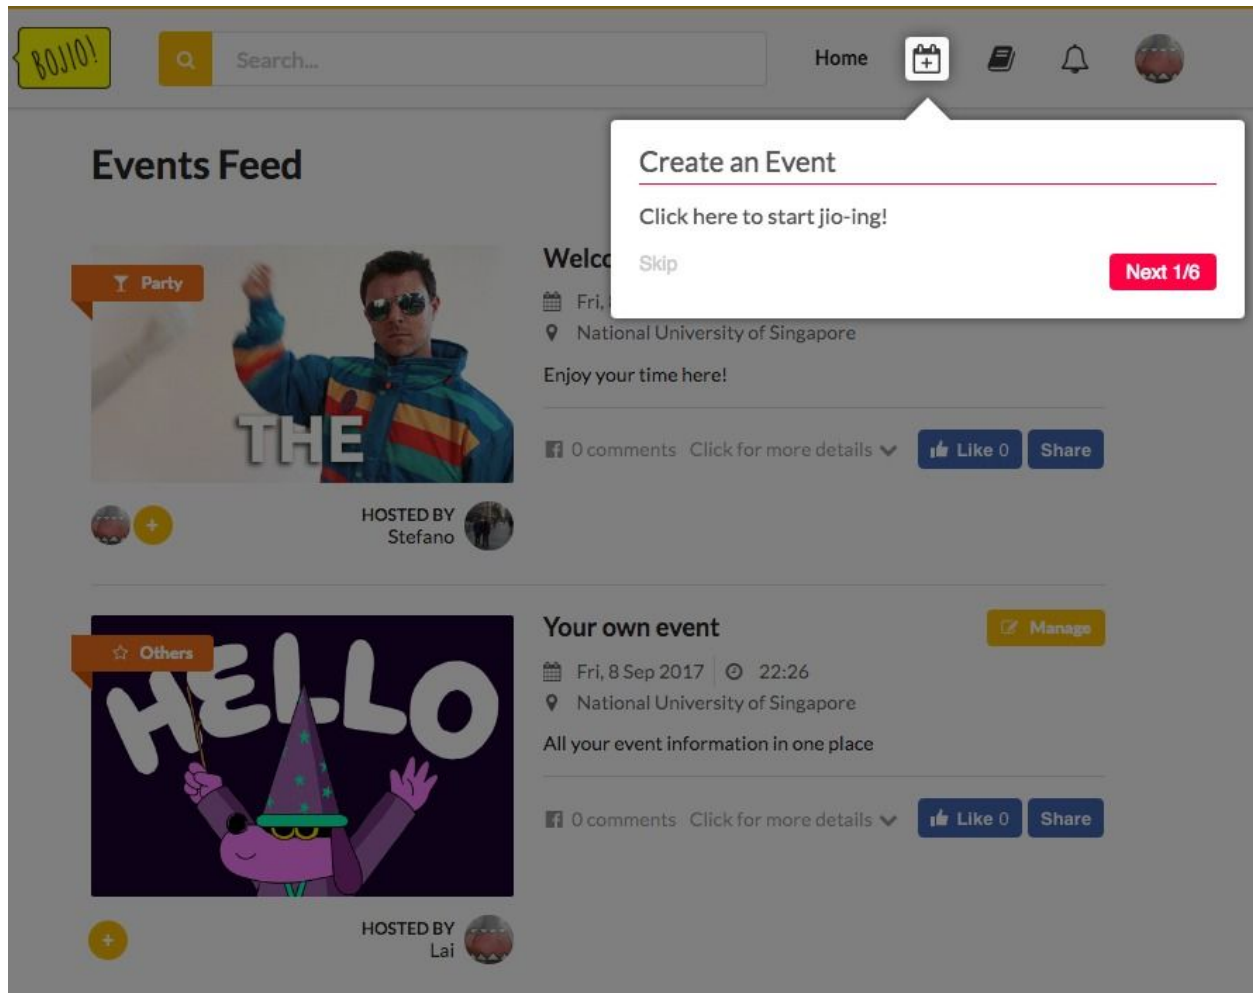 BOJIO!
Search...
Home
Events Feed
Create an Event
Click here to start jio-ing!
Skip
Next 1/6
Party
THE
Fri,
National University of Singapore
Enjoy your time here!
0 comments Click for more details
Like 0
Share
HOSTED BY
Stefano
Others
HELLO
Your own event
Manage
Fri, 8 Sep 2017
22:26
National University of Singapore
All your event information in one place
0 comments Click for more details
Like 0
Share
HOSTED BY
Lai